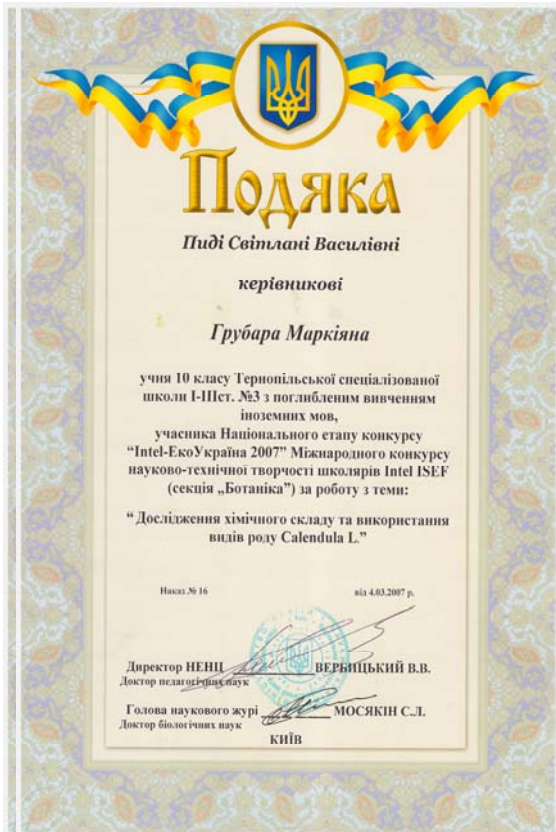 Подяка
Пиді Світлані Василівні
керівникові
Грубара Маркіяна
учня 10 класу Тернопільської спеціалізованої
школи І-ІІІст. №3 з поглибленим вивченням
іноземних мов,
учасника Національного етапу конкурсу
“Intel-ЕкоУкраїна 2007” Міжнародного конкурсу
науково-технічної творчості школярів Intel ISEF
(секція „Ботаніка”) за роботу з теми:
“ Дослідження хімічного складу та використання
видів роду Calendula L.”
Наказ № 16 від 4.03.2007 р.
Директор НЕНЦ ВЕРБИЦЬКИЙ В.В.
Доктор педагогічних наук
Голова наукового журі МОСЯКІН С.Л.
Доктор біологічних наук
КИЇВ